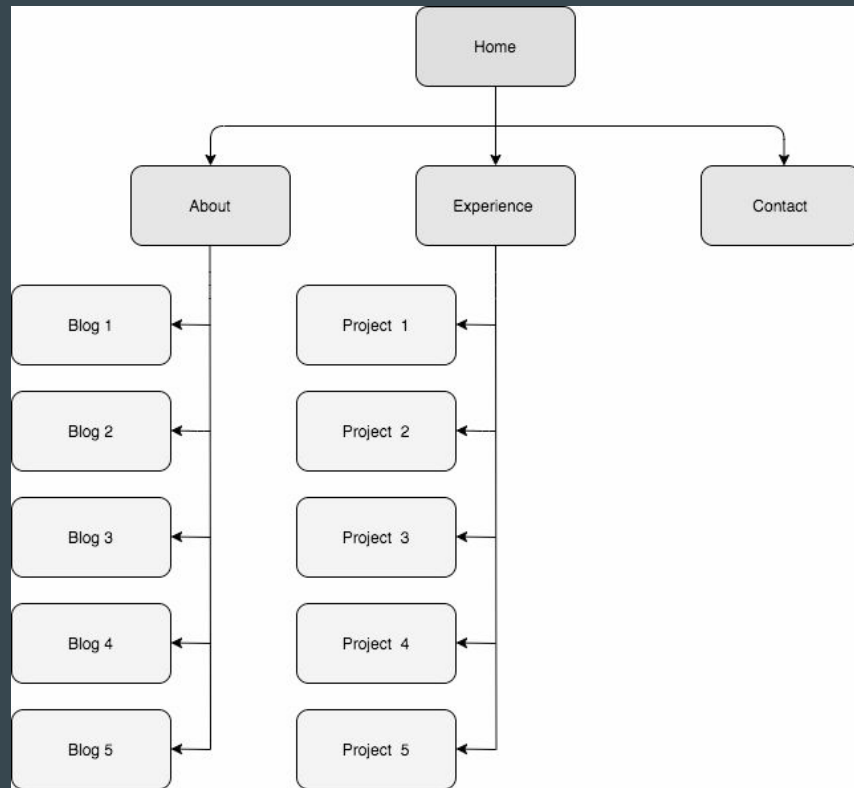 Home
About
Experience
Contact
Blog 1
Project 1
Blog 2
Project 2
Blog 3
Project 3
Blog 4
Project 4
Blog 5
Project 5